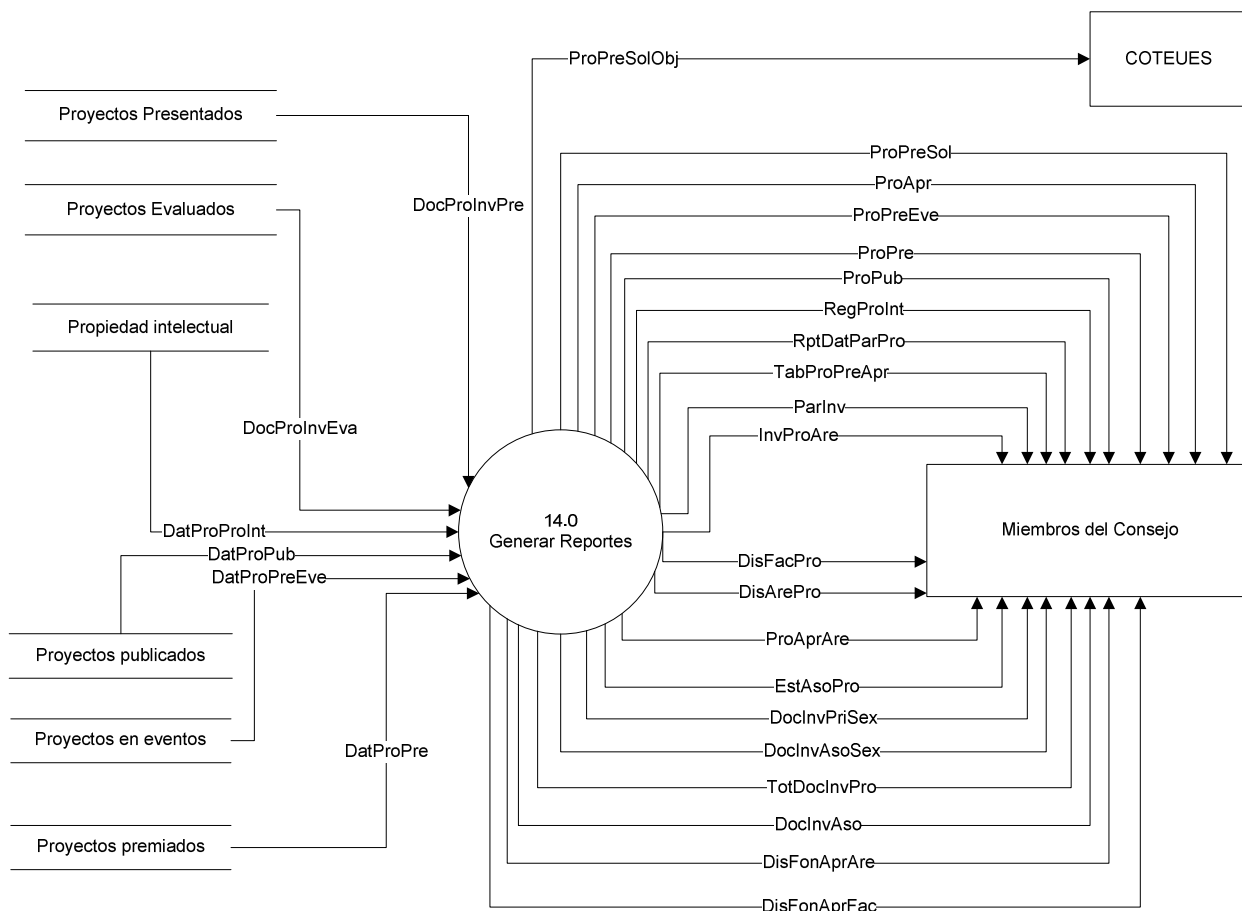 ProPreSolObj
COTEUES
Proyectos Presentados
ProPreSol
ProApr
DocProInvPre
Proyectos Evaluados
ProPreEve
ProPre
ProPub
RegProInt
Propiedad intelectual
RptDatParPro
TabProPreApr
ParInv
DocProInvEva
InvProAre
14.0
Generar Reportes
Miembros del Consejo
DatProProInt
DatProPub
DisFacPro
DatProPreEve
DisArePro
ProAprAre
Proyectos publicados
EstAsoPro
DocInvPriSex
Proyectos en eventos
DatProPre
DocInvAsoSex
TotDocInvPro
DocInvAso
Proyectos premiados
DisFonAprAre
DisFonAprFac